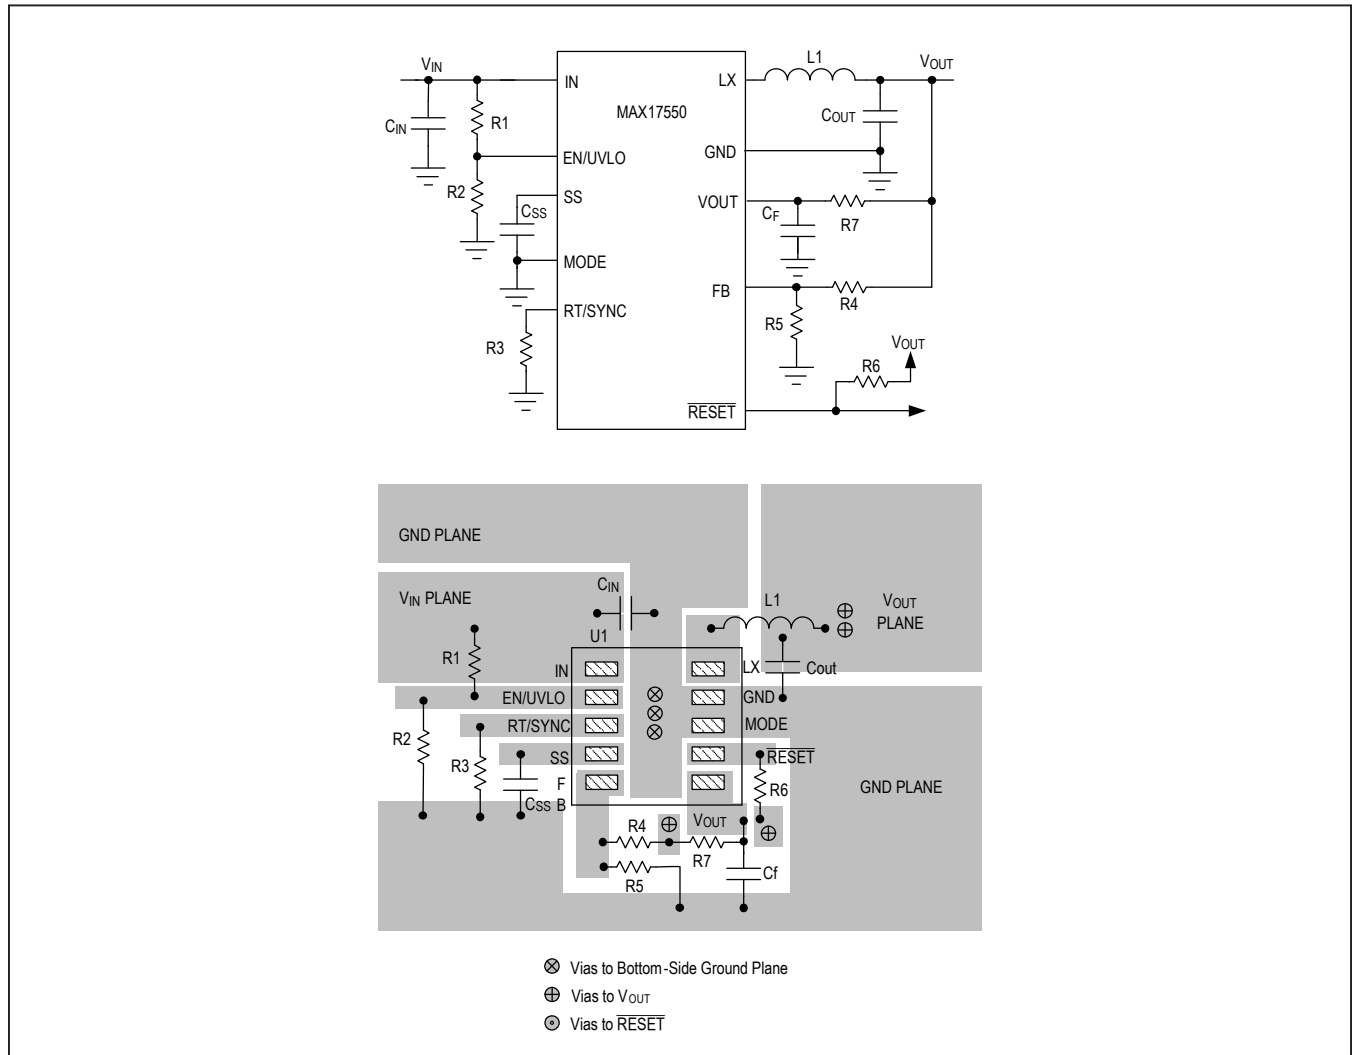 VIN
CIN
R1
R2
IN
EN/UVLO
SS
CSS
MODE
RT/SYNC
R3
MAX17550
LX
L1
VOUT
COUT
GND
VOUT
CF
R7
FB
R4
R5
VOUT
R6
RESET
GND PLANE
VIN PLANE
CIN
L1
VOUT
PLANE
U1
R1
IN
LX
Cout
EN/UVLO
GND
RT/SYNC
MODE
R2
R3
SS
RESET
CSS
F
B
R6
GND PLANE
R4
VOUT
R5
R7
Cf
Vias to Bottom-Side Ground Plane
Vias to VOUT
Vias to RESET